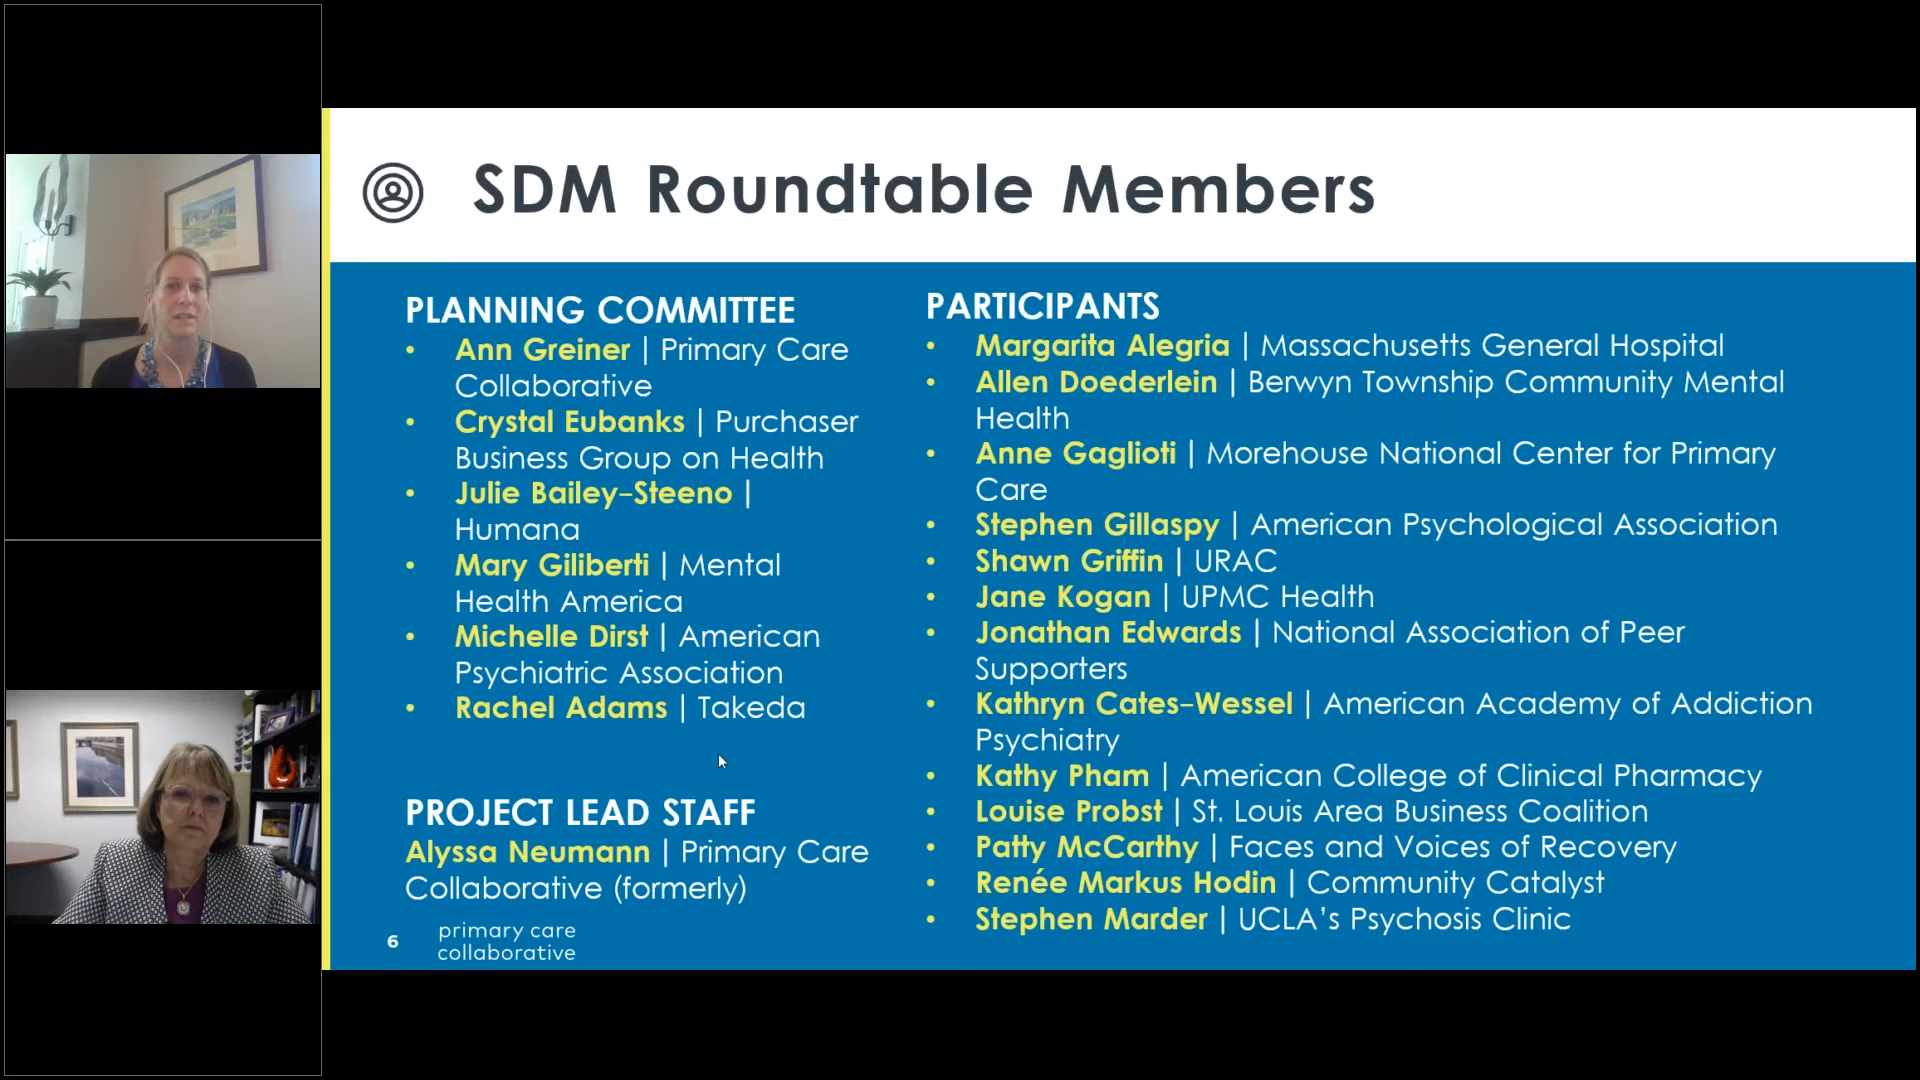 SDM Roundtable Members
PLANNING COMMITTEE
• Ann Greiner | Primary Care
Collaborative
• Crystal Eubanks | Purchaser
Business Group on Health
• Julie Bailey-Steeno |
Humana
• Mary Giliberti | Mental
Health America
• Michelle Dirst | American
Psychiatric Association
• Rachel Adams | Takeda
PROJECT LEAD STAFF
Alyssa Neumann | Primary Care
Collaborative (formerly)
PARTICIPANTS
• Margarita Alegria | Massachusetts General Hospital
• Allen Doederlein | Berwyn Township Community Mental
Health
• Anne Gaglioti | Morehouse National Center for Primary
Care
• Stephen Gillaspy | American Psychological Association
• Shawn Griffin | URAC
• Jane Kogan | UPMC Health
• Jonathan Edwards | National Association of Peer
Supporters
• Kathryn Cates-Wessel | American Academy of Addiction
Psychiatry
• Kathy Pham | American College of Clinical Pharmacy
• Louise Probst | St. Louis Area Business Coalition
• Patty McCarthy | Faces and Voices of Recovery
• Renée Markus Hodin | Community Catalyst
• Stephen Marder | UCLA's Psychosis Clinic
6
primary care
collaborative